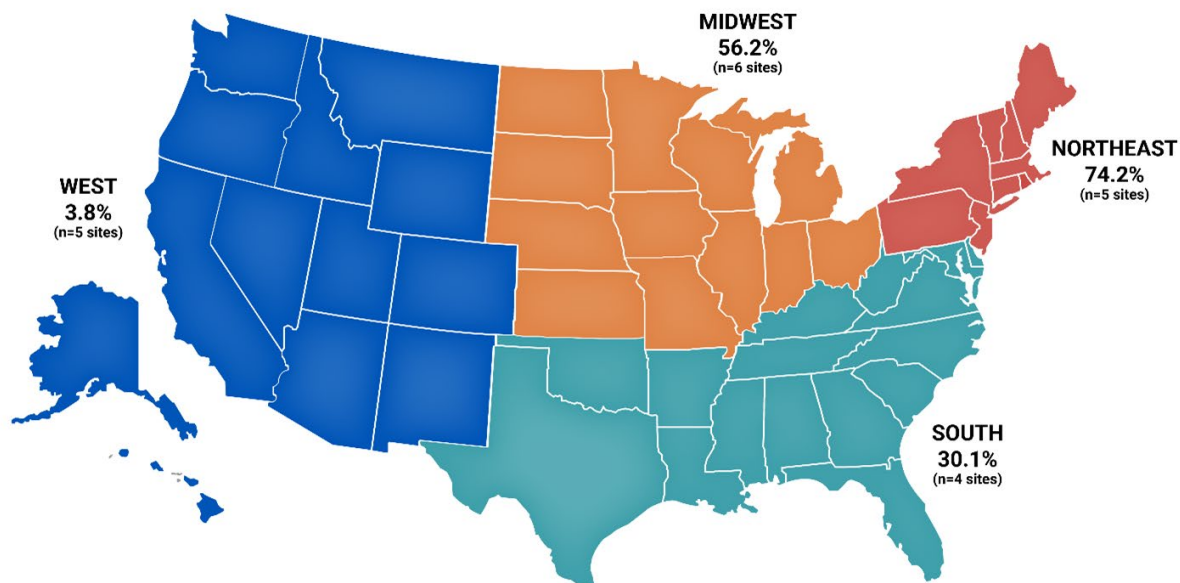 MIDWEST
56.2%
(n=6 sites)
NORTHEAST
74.2%
(n=5 sites)
WEST
3.8%
(n=5 sites)
SOUTH
30.1%
(n=4 sites)